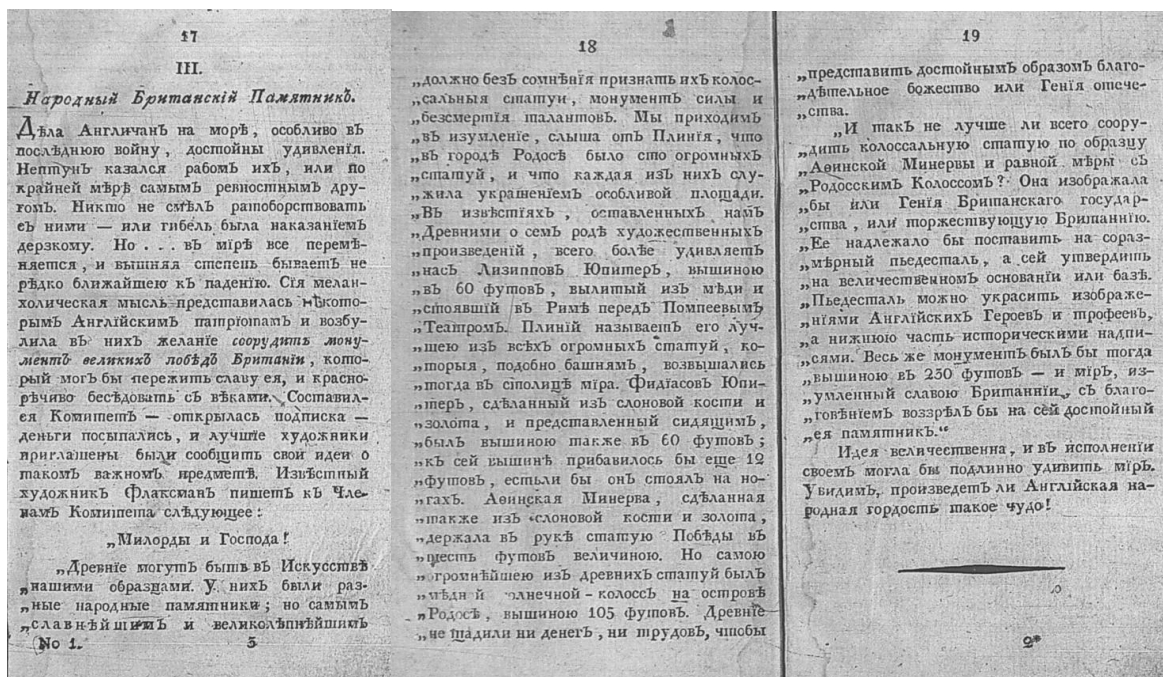 17
III.
Народный Британскій Памятникъ.
Дѣла Англичанъ на морѣ, особливо въ
послѣднюю войну, достойны удивленія.
Нептунъ казался рабомъ ихъ, или по
крайней мѣрѣ самымъ ревностнымъ дру-
гомъ. Никто не смѣлъ ратоборствовать
съ ними — или гибель была наказаніемъ
дерзкому. Но . . . въ мірѣ все перемѣ-
няется, и вышняя степень бываетъ не
рѣдко ближайшею къ паденію. Сія мелан-
холическая мысль представилась нѣкото-
рымъ Англійскимъ патріотамъ и возбу-
дила въ нихъ желаніе соорудить мону-
ментъ великихъ побѣдъ Британіи, кото-
рый могъ бы пережить славу ея, и красно-
рѣчиво бесѣдовать съ вѣками. Составил-
ся Комитетъ — открылась подписка —
деньги посыпались, и лучшіе художники
приглашены были сообщить свои идеи о
такомъ важномъ предметѣ. Извѣстный
художникъ Флаксманъ пишетъ къ Чле-
намъ Комитета слѣдующее:
„Милорды и Господа!
„Древніе могутъ быть въ Искусствѣ
„нашими образцами. У нихъ были раз-
„ные народные памятники; но самымъ
„славнѣйшимъ и великолѣпнѣйшимъ
No 1. 5
18
„должно безъ сомнѣнія признать ихъ колос-
„сальныя статуи, монументъ силы и
„безсмертія талантовъ. Мы приходимъ
„въ изумленіе, слыша отъ Плинія, что
„въ городѣ Родосѣ было сто огромныхъ
„статуй, и что каждая изъ нихъ слу-
„жила украшеніемъ особливой площади.
„Въ извѣстіяхъ, оставленныхъ намъ
„Древними о семъ родѣ художественныхъ
„произведеній, всего болѣе удивляетъ
„насъ Лизипповъ Юпитеръ, вышиною
„въ 60 футовъ, вылитый изъ мѣди и
„стоявшій въ Римѣ передъ Помпеевымъ
„Театромъ. Плиній называетъ его луч-
„шею изъ всѣхъ огромныхъ статуй, ко-
„торыя, подобно башнямъ, возвышались
„тогда въ столицѣ міра. Фидіасовъ Юпи-
„теръ, сдѣланный изъ слоновой кости и
„золота, и представленный сидящимъ,
„былъ вышиною также въ 60 футовъ;
„къ сей вышинѣ прибавилось бы еще 12
„футовъ, естьли бы онъ стоялъ на но-
„гахъ. Аѳинская Минерва, сдѣланная
„также изъ слоновой кости и золота,
„держала въ рукѣ статую Побѣды въ
„шесть футовъ величиною. Но самою
„огромнѣйшею изъ древнихъ статуй былъ
„мѣдный солнечной-колоссъ на островѣ
„Родосѣ, вышиною 105 футовъ. Древніе
„не щадили ни денегъ, ни трудовъ, чтобы
19
„представить достойнымъ образомъ благо-
„дѣтельное божество или Генія отече-
„ства.
„И такъ не лучше ли всего соору-
„дить колоссальную статую по образцу
„Аѳинской Минервы и равной мѣры съ
„Родосскимъ Колоссомъ? Она изображала
„бы или Генія Британскаго государ-
„ства, или торжествующую Британнію.
„Ее надлежало бы поставить на сораз-
„мѣрный пьедесталь, а сей утвердить
„на величественномъ основаніи или базѣ.
„Пьедесталь можно украсить изображе-
„ніями Англійскихъ Героевъ и трофеевъ,
„а нижнюю часть историческими надпи-
„сями. Весь же монументъ былъ бы тогда
„вышиною въ 230 футовъ — и міръ, из-
„умленный славою Британніи, съ благо-
„говѣніемъ воззрѣлъ бы на сей достойный
„ея памятникъ.“
Идея величественна, и въ исполненіи
своемъ могла бы подлинно удивить міръ.
Увидимъ, произведетъ ли Англійская на-
родная гордость такое чудо!
2*